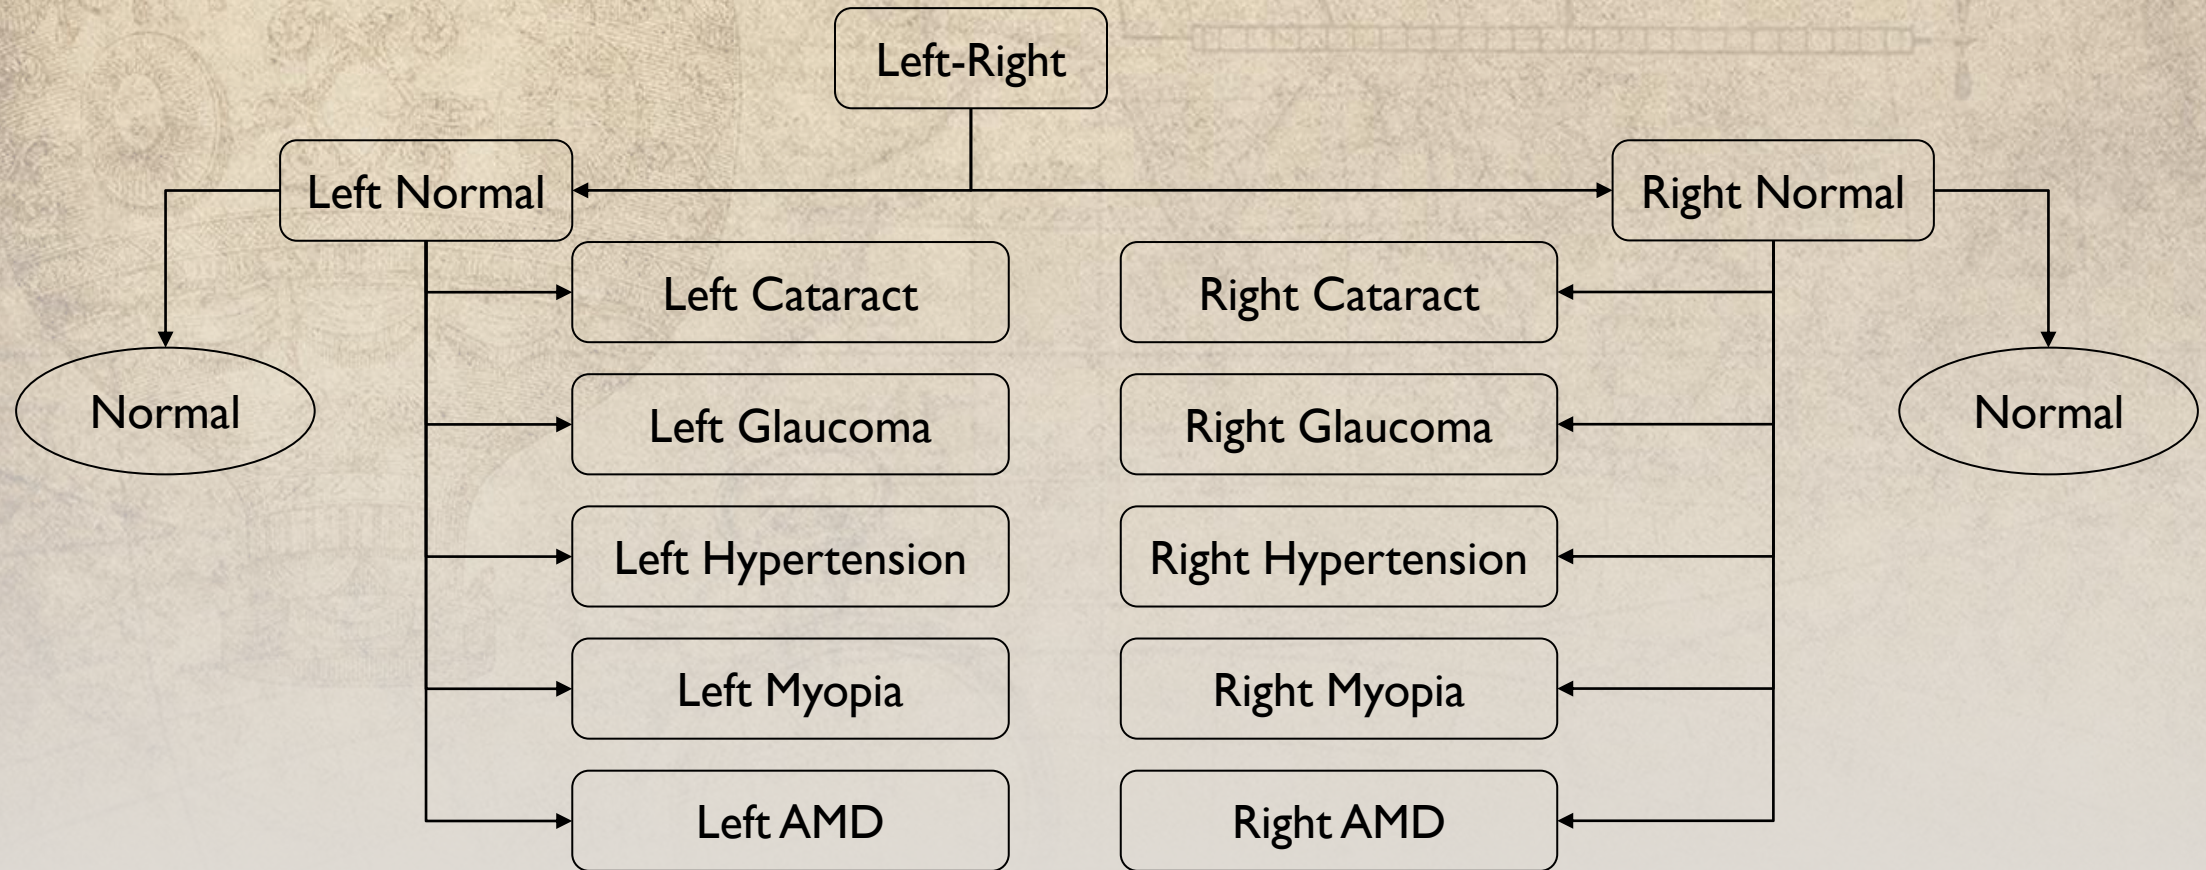 Left-Right
Left Normal
Right Normal
Left Cataract
Right Cataract
Normal
Left Glaucoma
Right Glaucoma
Normal
Left Hypertension
Right Hypertension
Left Myopia
Right Myopia
Left AMD
Right AMD